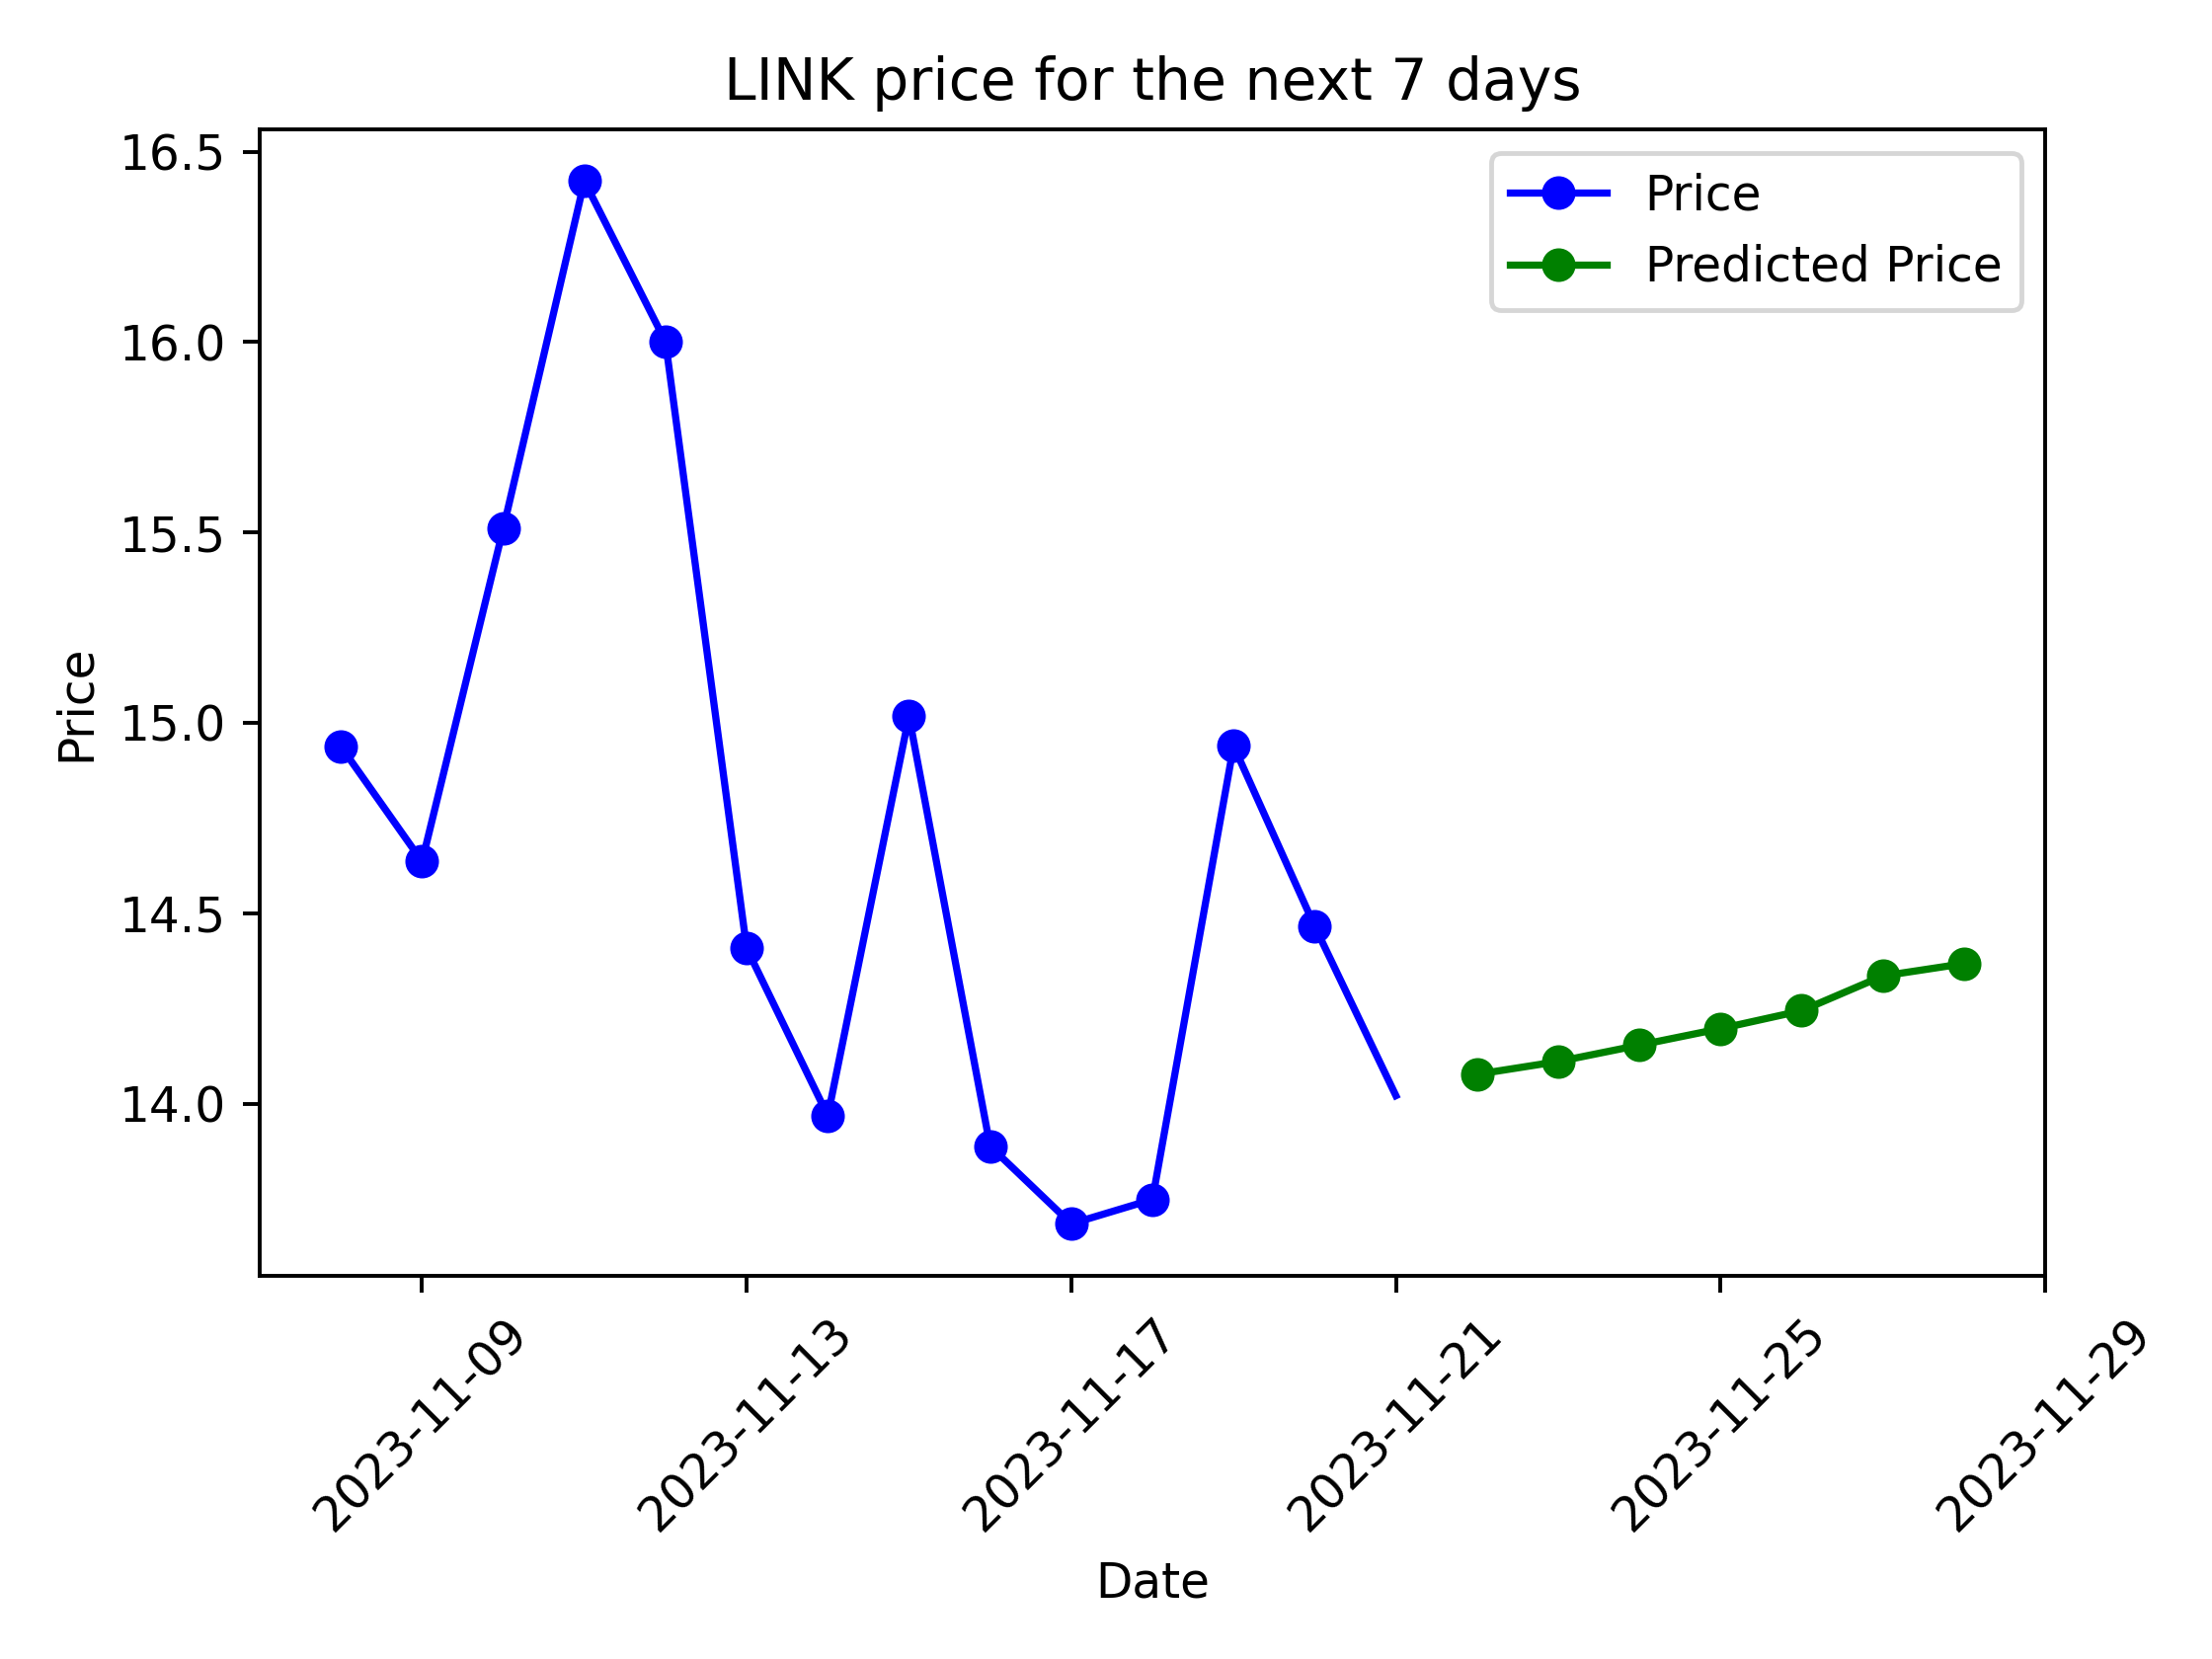 LINK price for the next 7 days
Price
Predicted Price
16.5
16.0
15.5
15.0
14.5
14.0
Price
2023-11-09
2023-11-13
2023-11-17
2023-11-21
2023-11-25
2023-11-29
Date